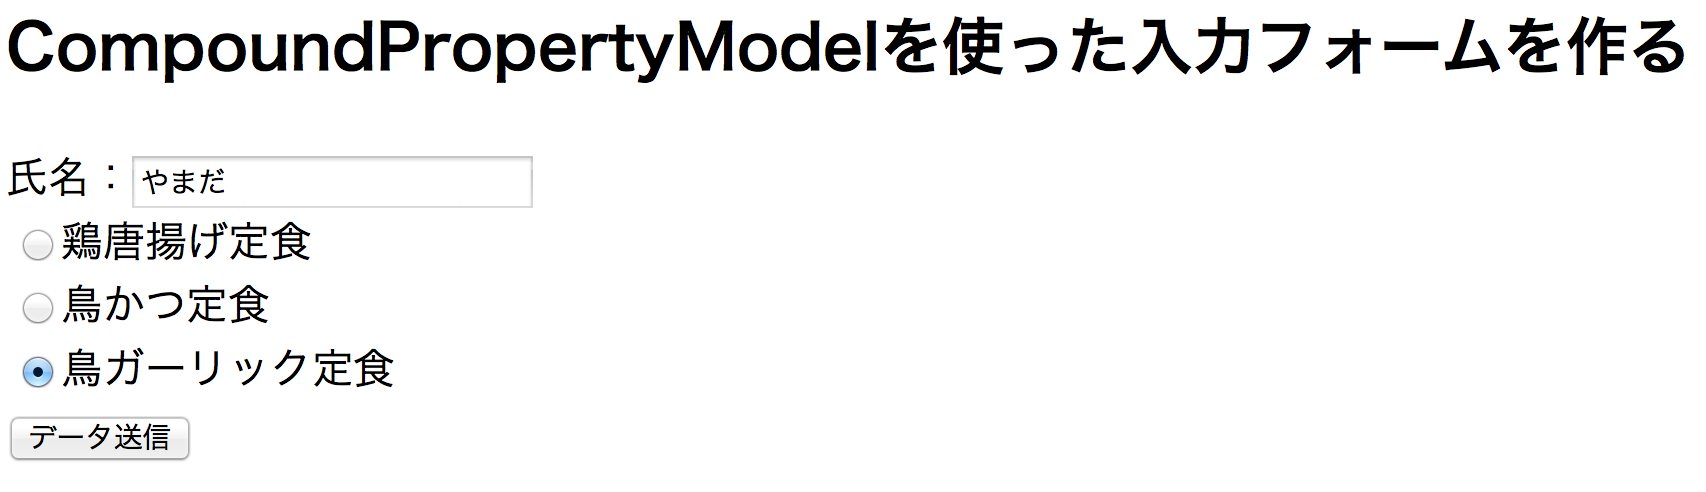 CompoundPropertyModelを使った入力フォームを作る
氏名：やまだ
鶏唐揚げ定食
鳥かつ定食
鳥ガーリック定食
データ送信